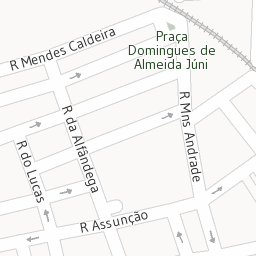 Praça
Domingues de
Almeida Júni
R Mendes Caldeira
R Mns Andrade
R da Alfândega
R do Lucas
R Assunção